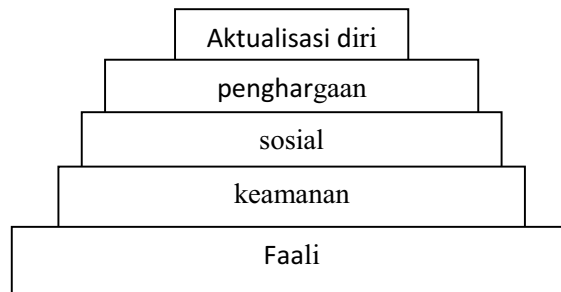 Aktualisasi diri
penghargaan
sosial
keamanan
Faali